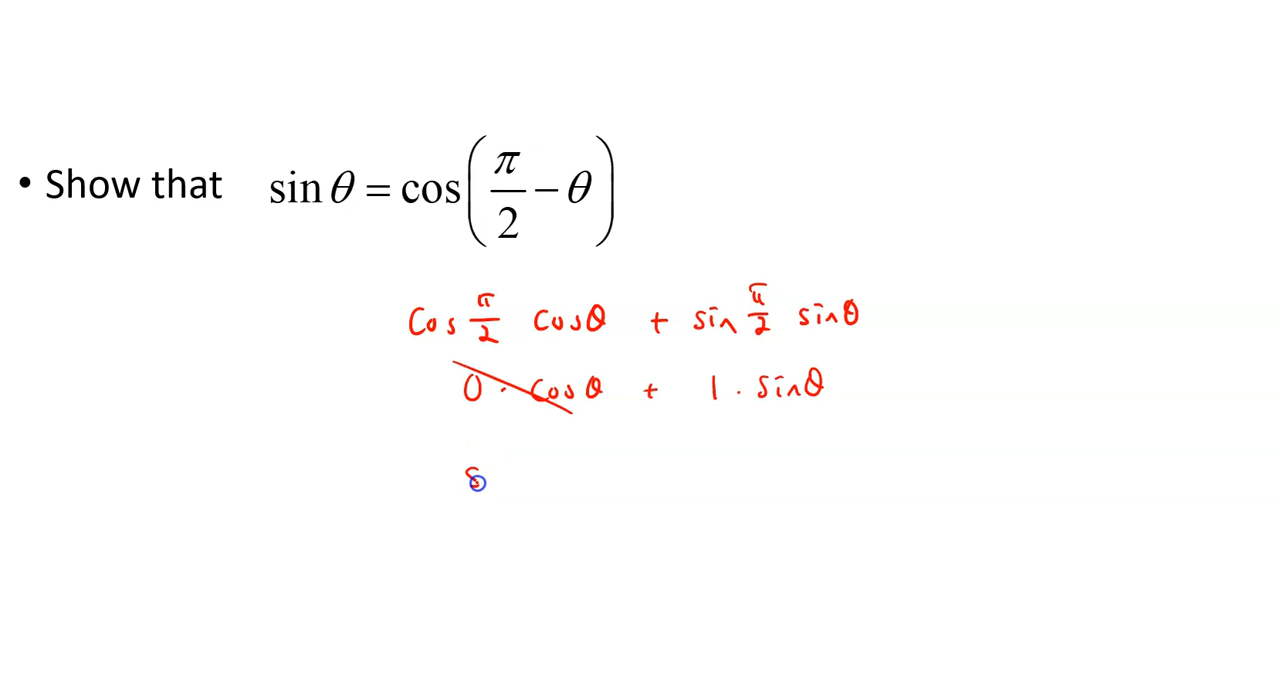 • Show that sin θ = cos(π/2 − θ)
cos π/2 cosθ + sin π/2 sinθ
0 · cosθ + 1 · sinθ
s